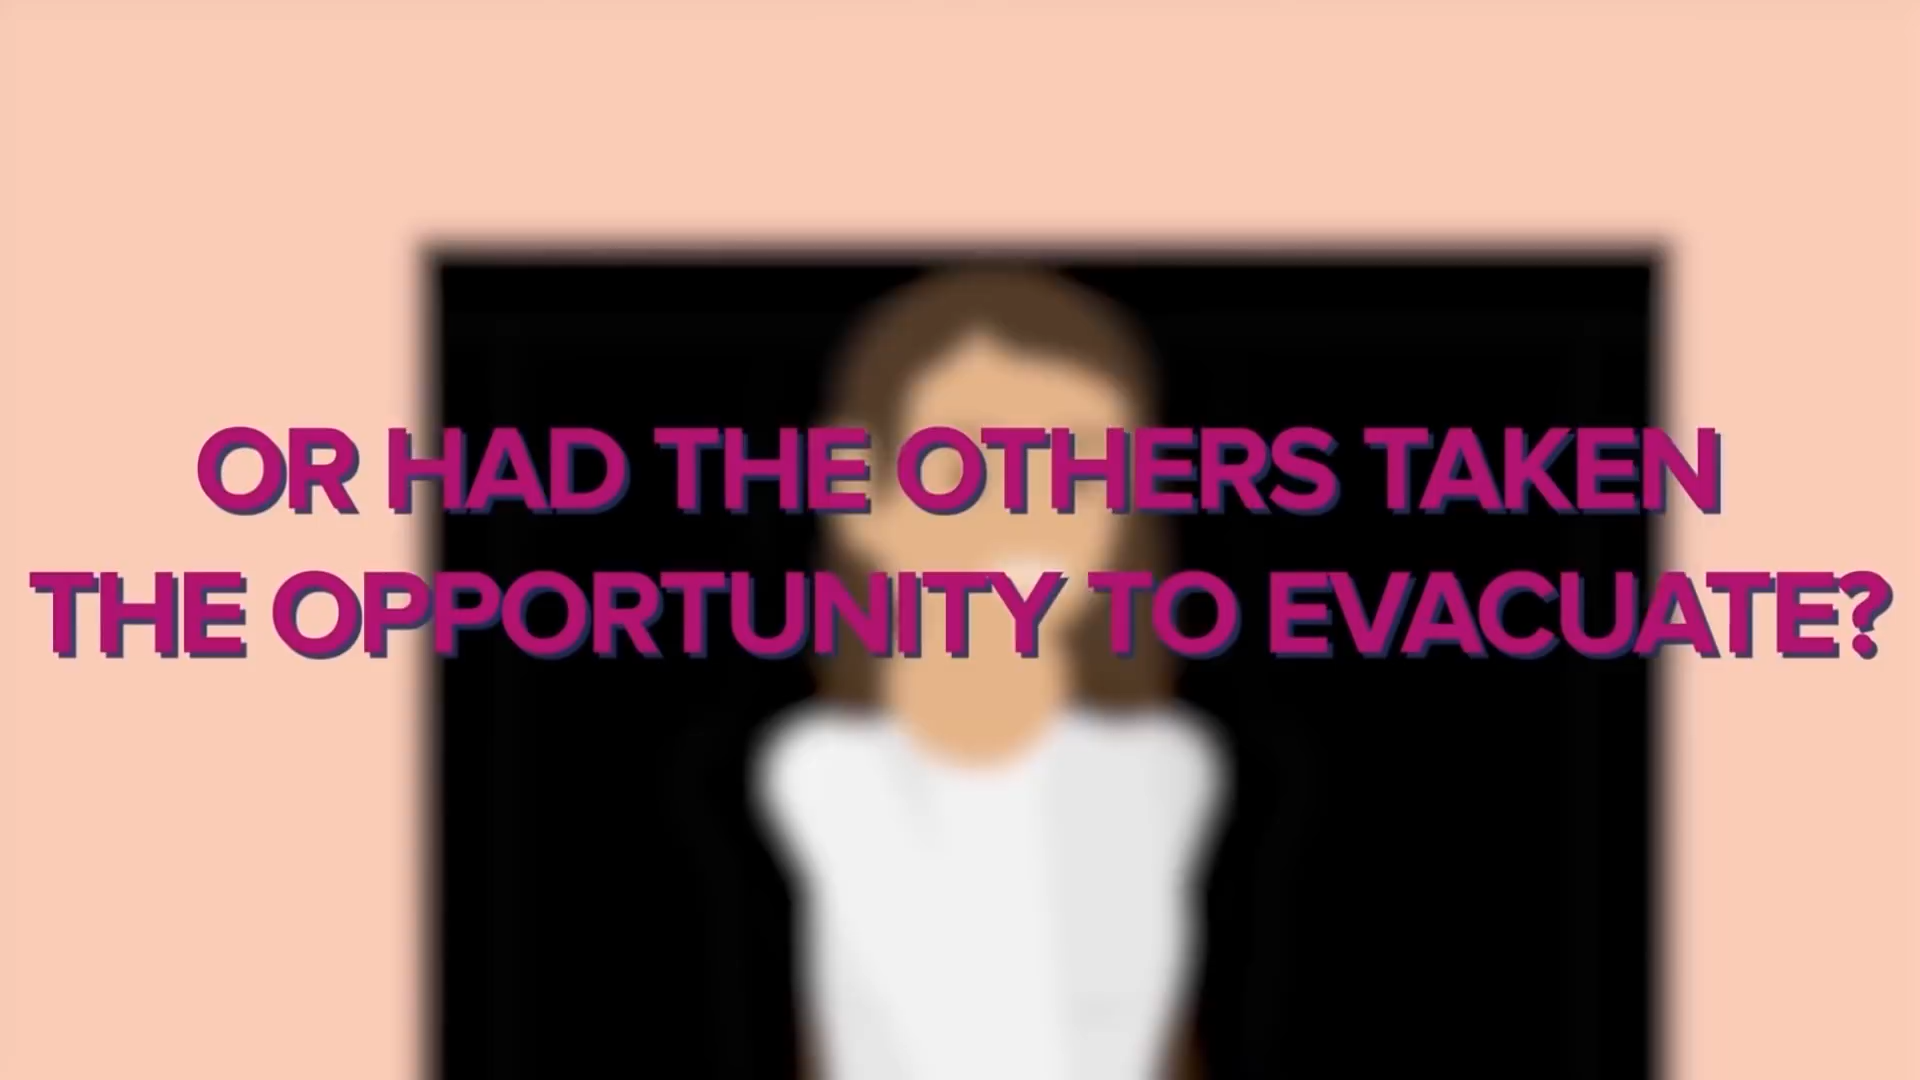 OR HAD THE OTHERS TAKEN
THE OPPORTUNITY TO EVACUATE?